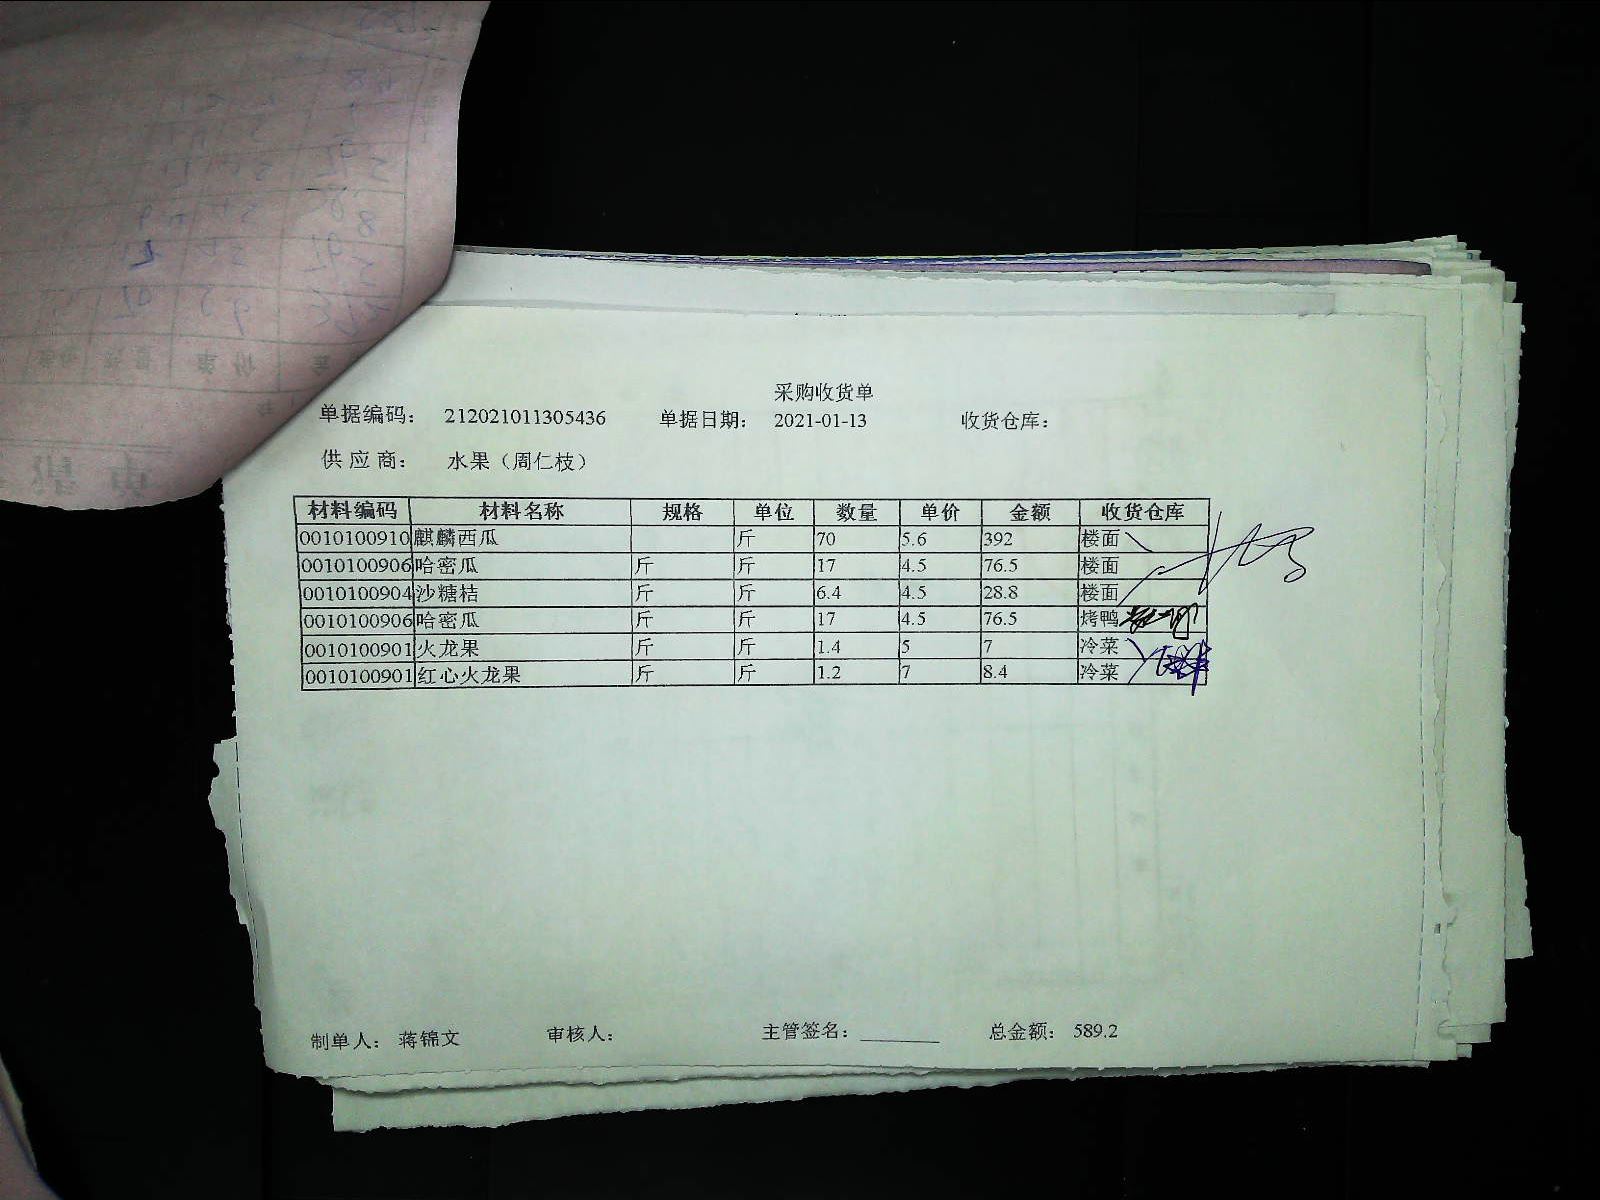 采购收货单
单据编码： 212021011305436 单据日期： 2021-01-13 收货仓库：
供应商： 水果（周仁枝）
材料编码 材料名称 规格 单位 数量 单价 金额 收货仓库
0010100910 麒麟西瓜 斤 70 5.6 392 楼面
0010100906 哈密瓜 斤 斤 17 4.5 76.5 楼面
0010100904 沙糖桔 斤 斤 6.4 4.5 28.8 楼面
0010100906 哈密瓜 斤 斤 17 4.5 76.5 烤鸭
0010100901 火龙果 斤 斤 1.4 5 7 冷菜
0010100901 红心火龙果 斤 斤 1.2 7 8.4 冷菜
制单人： 蒋锦文 审核人： 主管签名： 总金额： 589.2